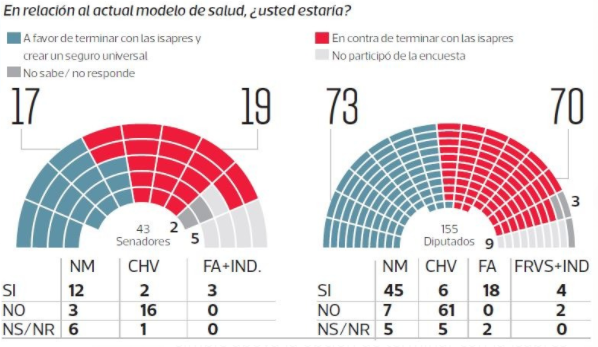 En relación al actual modelo de salud, ¿usted estaría?
A favor de terminar con las isapres y
crear un seguro universal
No sabe/ no responde
En contra de terminar con las isapres
No participó de la encuesta
17
19
73
70
2
5
3
9
43
Senadores
155
Diputados
NM CHV FA+IND.
SI 12 2 3
NO 3 16 0
NS/NR 6 1 0
NM CHV FA FRVS+IND
SI 45 6 18 4
NO 7 61 0 2
NS/NR 5 5 2 0